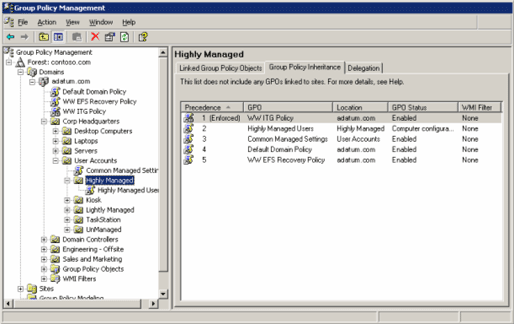 Group Policy Management
File Action View Window Help
Group Policy Management
Forest: contoso.com
Domains
adatum.com
Default Domain Policy
WW EFS Recovery Policy
WW ITG Policy
Corp Headquarters
Desktop Computers
Laptops
Servers
User Accounts
Common Managed Settin
Highly Managed
Highly Managed Use
Kiosk
Lightly Managed
TaskStation
UnManaged
Domain Controllers
Engineering - Offsite
Sales and Marketing
Group Policy Objects
WMI Filters
Sites
Group Policy Modeling
Highly Managed
Linked Group Policy Objects Group Policy Inheritance Delegation
This list does not include any GPOs linked to sites. For more details, see Help.
Precedence GPO Location GPO Status WMI Filter
1 (Enforced) WW ITG Policy adatum.com Enabled None
2 Highly Managed Users Highly Managed Computer configura... None
3 Common Managed Settings User Accounts Enabled None
4 Default Domain Policy adatum.com Enabled None
5 WW EFS Recovery Policy adatum.com Enabled None